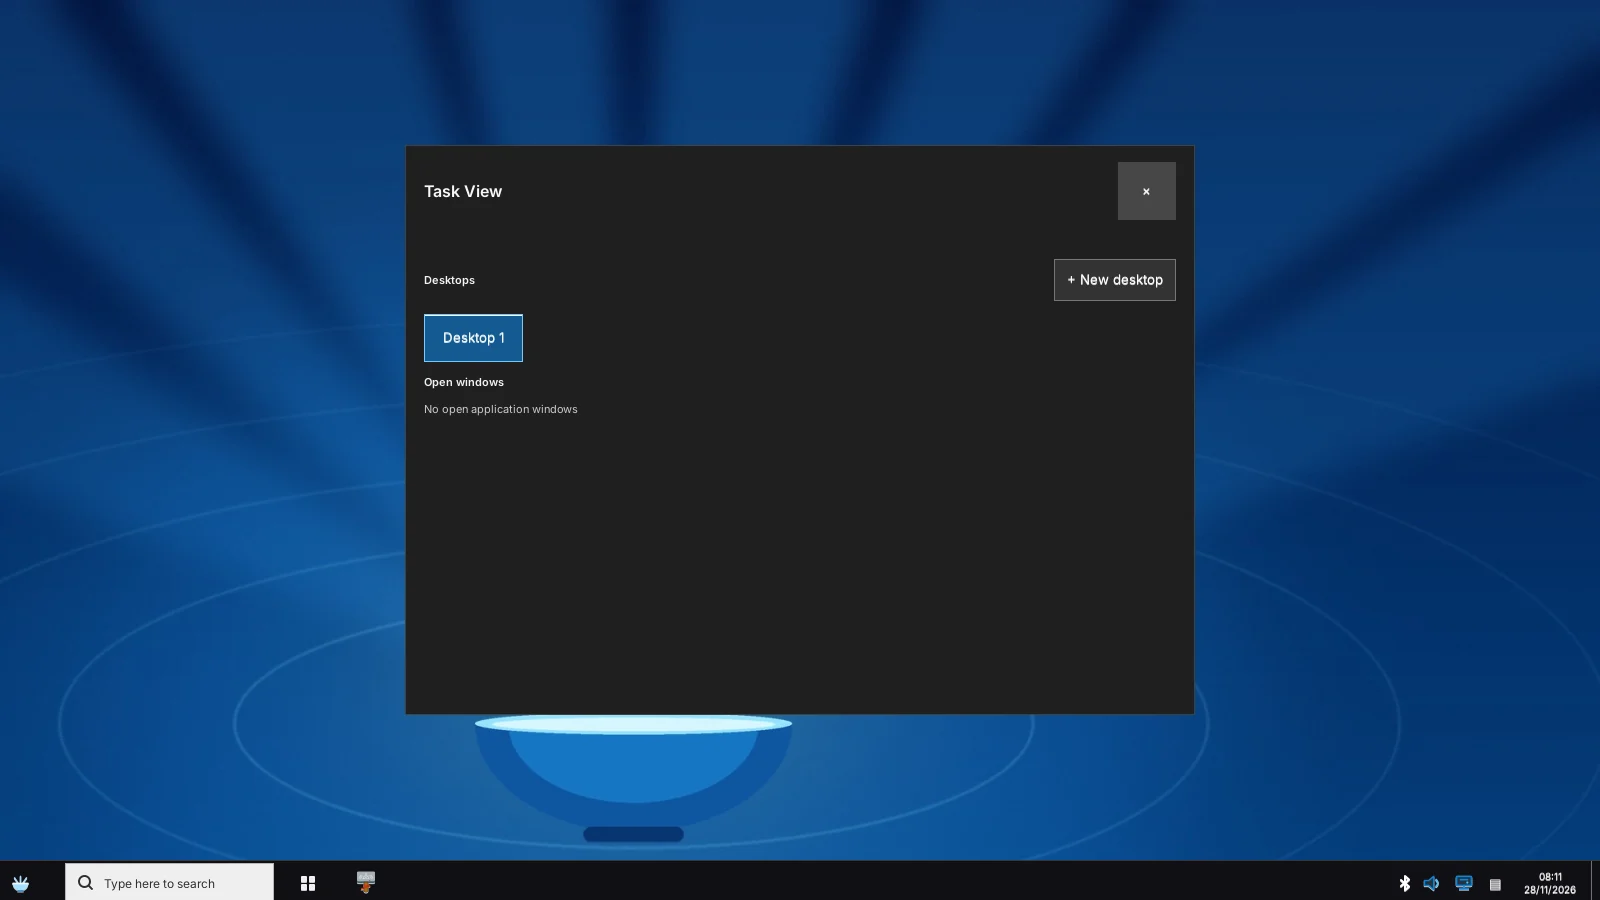 Task View
×
Desktops
+ New desktop
Desktop 1
Open windows
No open application windows
Type here to search
08:11
28/11/2026